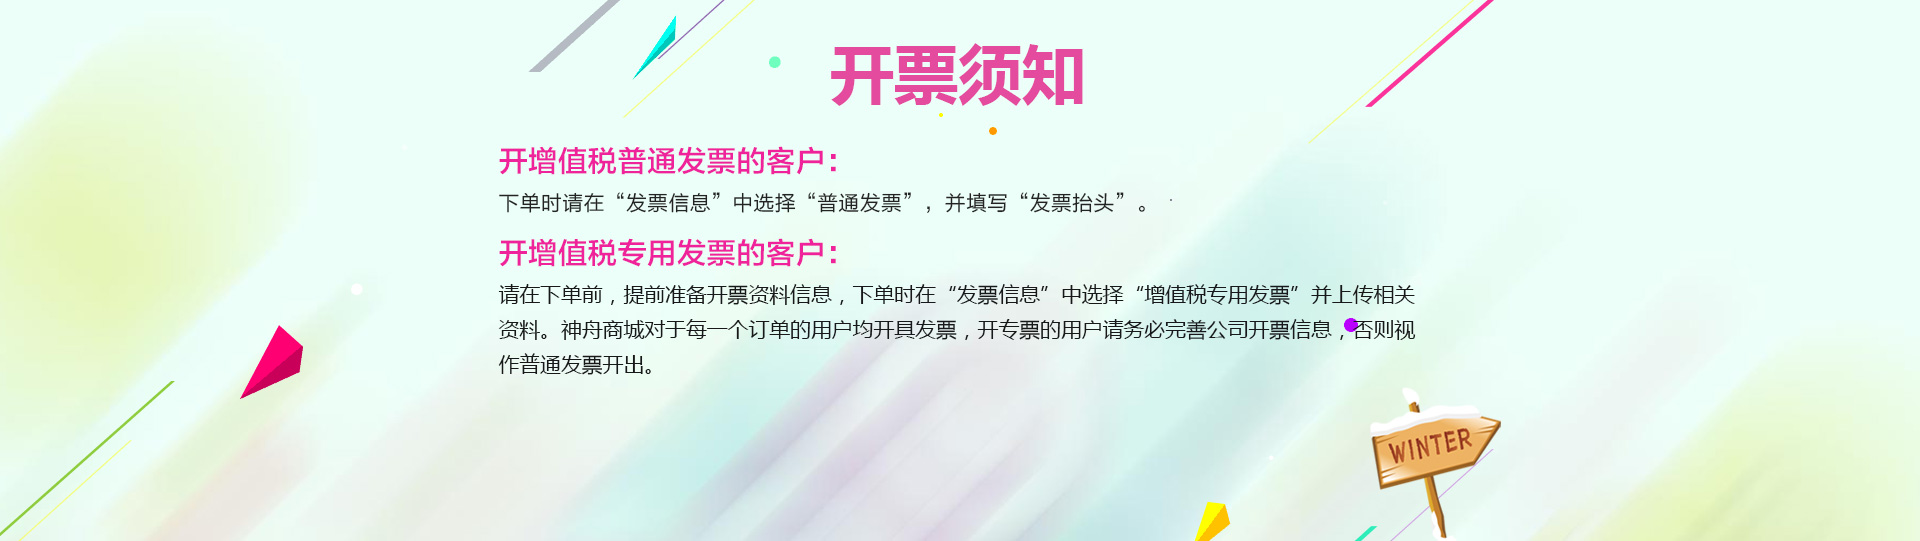 开票须知
开增值税普通发票的客户：
下单时请在“发票信息”中选择“普通发票”，并填写“发票抬头”。
开增值税专用发票的客户：
请在下单前，提前准备开票资料信息，下单时在“发票信息”中选择“增值税专用发票”并上传相关
资料。神舟商城对于每一个订单的用户均开具发票，开专票的用户请务必完善公司开票信息，否则视
作普通发票开出。
WINTER